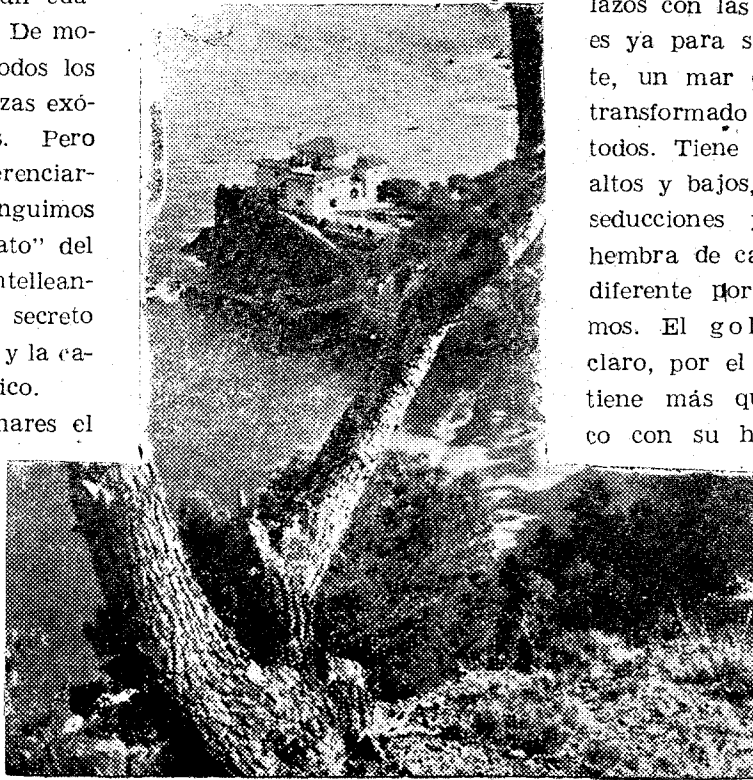 De mo-
odos los
zas exó-
s. Pero
erenciar-
nguimos
ato" del
ntellean-
secreto
y la ca-
ico.
nares el
lazos con las
es ya para s
te, un mar
transformado
todos. Tiene
altos y bajos,
seducciones
hembra de ca
diferente por
mos. El gol
claro, por el
tiene más qu
co con su h